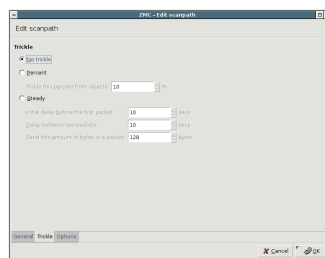 ZMC - Edit scanpath
Edit scanpath
Trickle
No trickle
Percent
Trickle this percent from objects: 10 %
Steady
Initial delay before the first packet: 10 secs
Delay between two packets: 10 secs
Send this amount of bytes in a packet: 128 bytes
General Trickle Options
Cancel OK